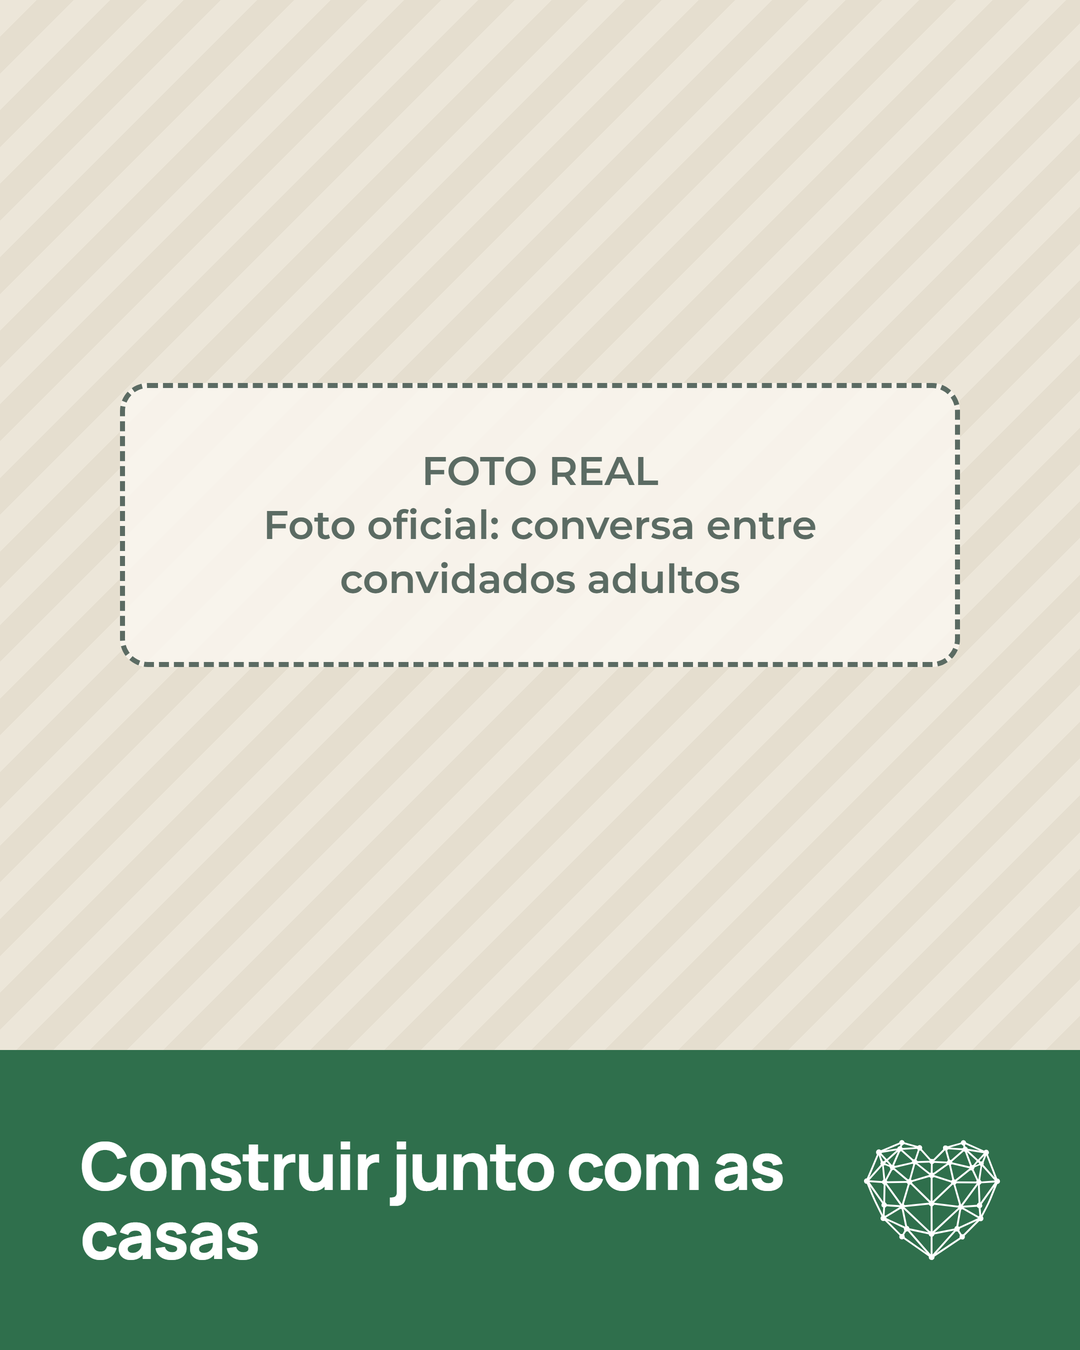 FOTO REAL
Foto oficial: conversa entre
convidados adultos
Construir junto com as
casas